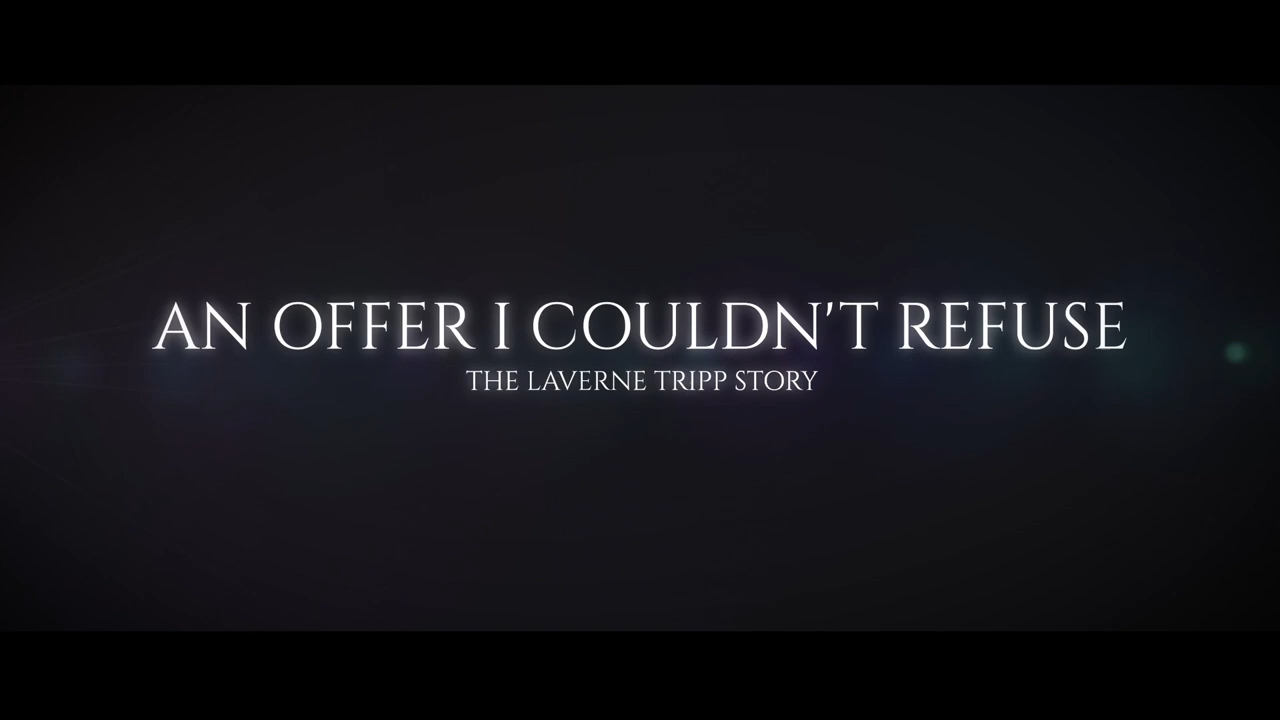 AN OFFER I COULDN'T REFUSE
THE LAVERNE TRIPP STORY